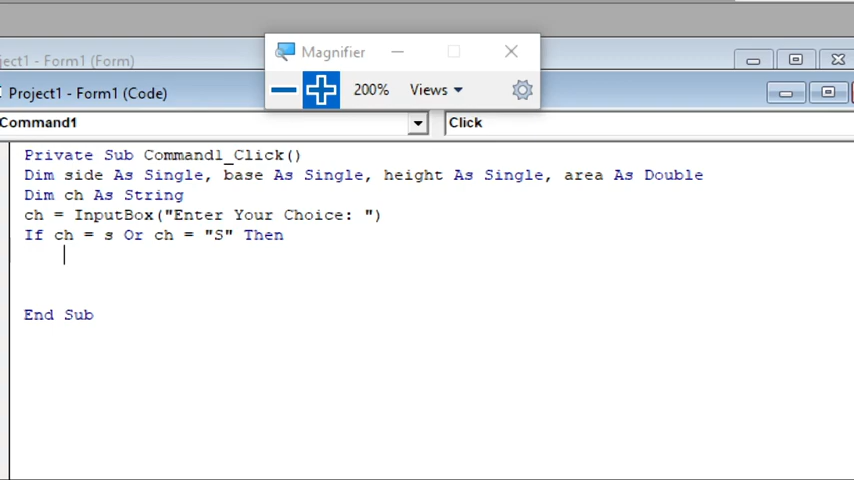 ject1 - Form1 (Form)
Magnifier
200% Views
Project1 - Form1 (Code)
Command1 Click
Private Sub Command1_Click()
Dim side As Single, base As Single, height As Single, area As Double
Dim ch As String
ch = InputBox("Enter Your Choice: ")
If ch = s Or ch = "S" Then
End Sub